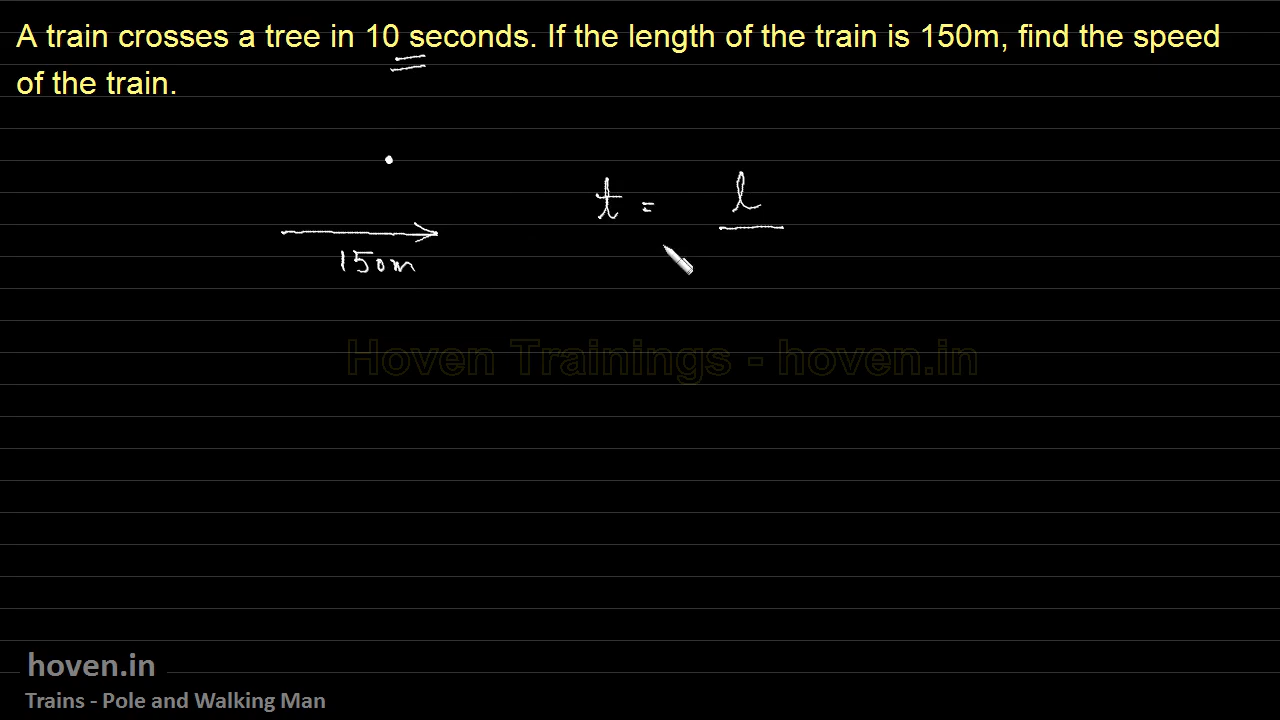 A train crosses a tree in 10 seconds. If the length of the train is 150m, find the speed
of the train.
t = l
150m
Hoven Trainings - hoven.in
hoven.in
Trains - Pole and Walking Man